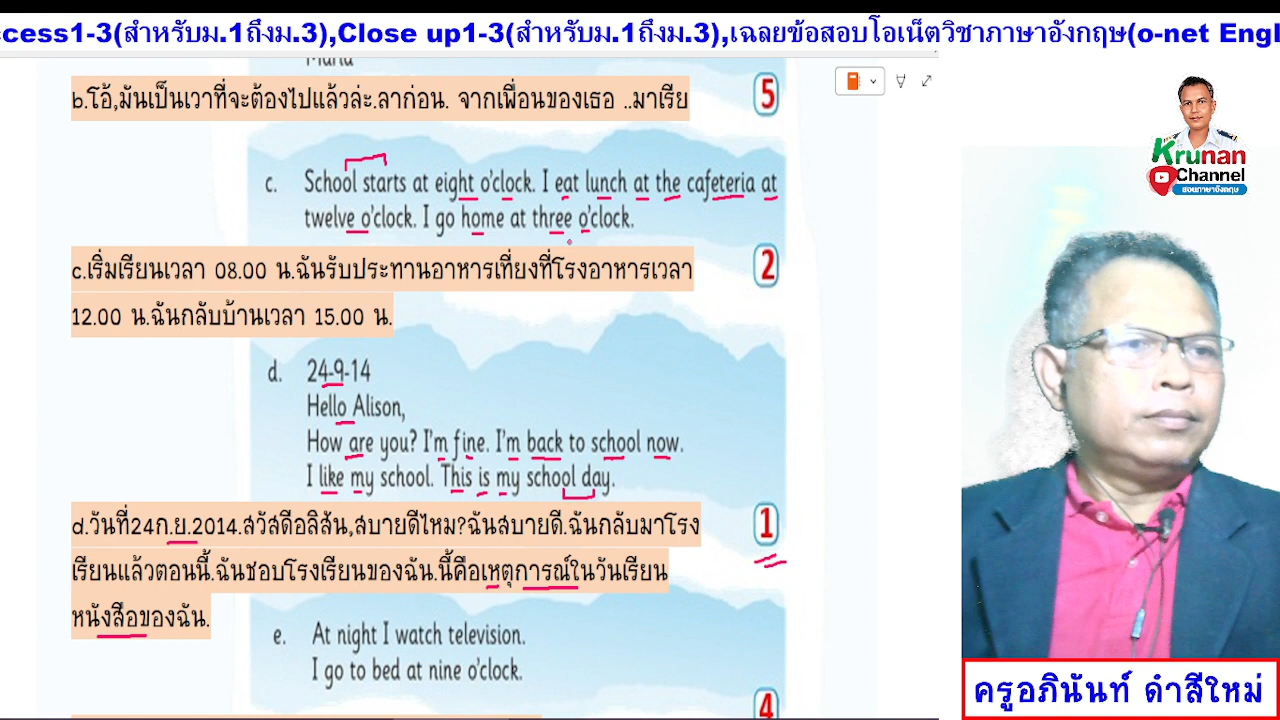 ccess1-3(สำหรับม.1ถึงม.3),Close up1-3(สำหรับม.1ถึงม.3),เฉลยข้อสอบโอเน็ตวิชาภาษาอังกฤษ(o-net Engl
Maria
b.โอ้,มันเป็นเวาที่จะต้องไปแล้วล่ะ.ลาก่อน. จากเพื่อนของเธอ ..มาเรีย
5
c. School starts at eight o'clock. I eat lunch at the cafeteria at
twelve o'clock. I go home at three o'clock.
c.เริ่มเรียนเวลา 08.00 น.ฉันรับประทานอาหารเที่ยงที่โรงอาหารเวลา
12.00 น.ฉันกลับบ้านเวลา 15.00 น.
2
d. 24-9-14
Hello Alison,
How are you? I'm fine. I'm back to school now.
I like my school. This is my school day.
d.วันที่24ก.ย.2014.สวัสดีอลิสัน,สบายดีไหม?ฉันสบายดี.ฉันกลับมาโรง
เรียนแล้วตอนนี้.ฉันชอบโรงเรียนของฉัน.นี้คือเหตุการณ์ในวันเรียน
หนังสือของฉัน.
1
e. At night I watch television.
I go to bed at nine o'clock.
4
Krunan
Channel
สอนภาษาอังกฤษ
ครูอภินันท์ ดำสีใหม่